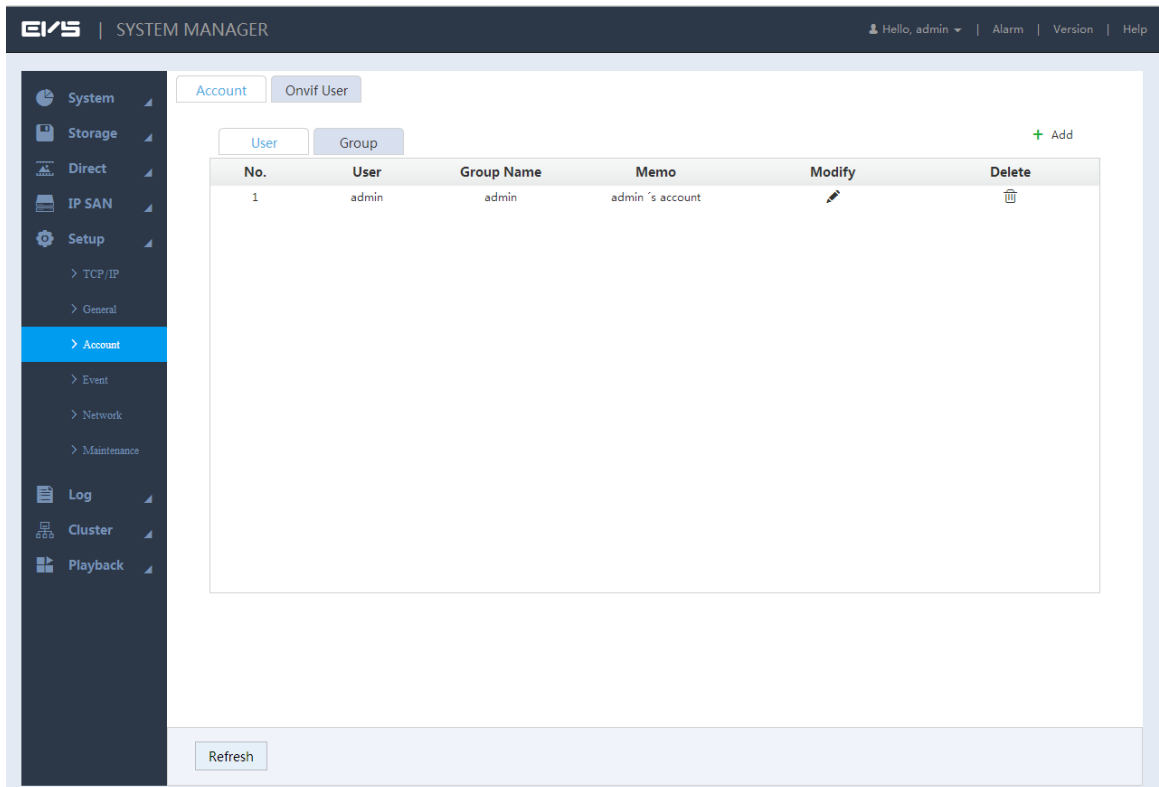 EVS | SYSTEM MANAGER
Hello, admin | Alarm | Version | Help
System
Storage
Direct
IP SAN
Setup
> TCP/IP
> General
> Account
> Event
> Network
> Maintenance
Log
Cluster
Playback
Account Onvif User
User Group
+ Add
No. User Group Name Memo Modify Delete
1 admin admin admin ´s account
Refresh